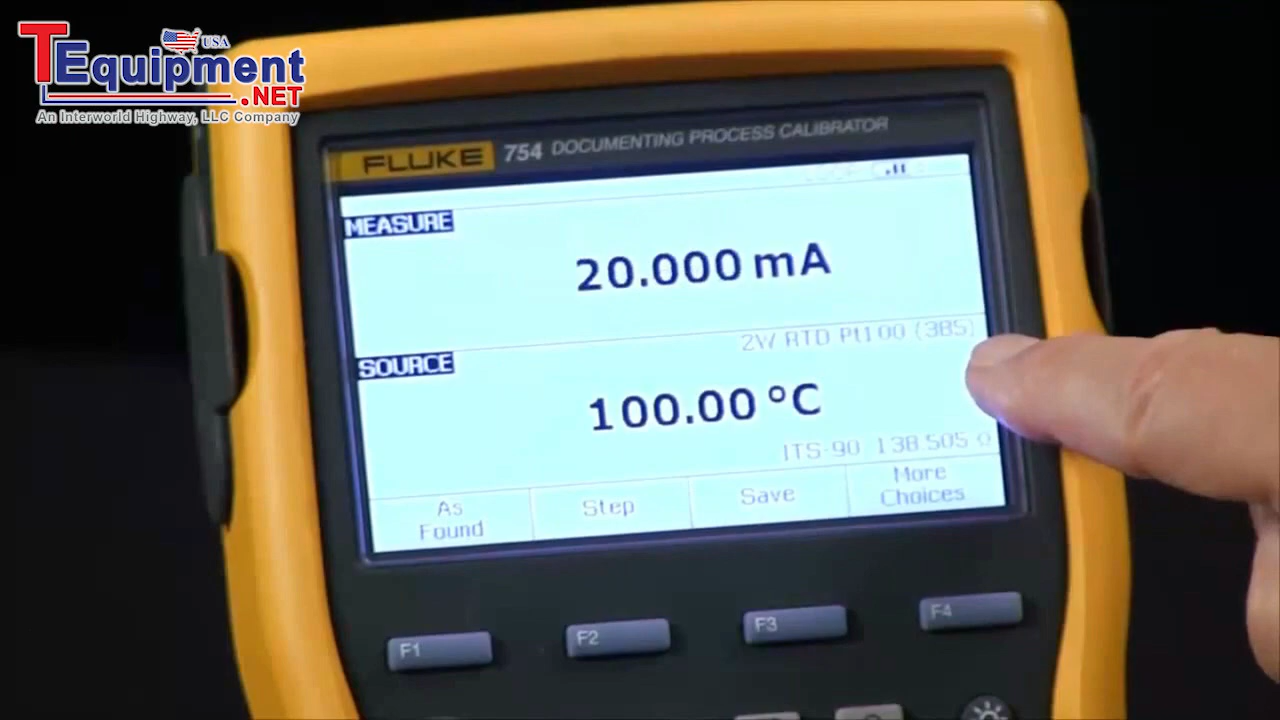 TEquipment USA
.NET
An Interworld Highway, LLC Company
FLUKE 754 DOCUMENTING PROCESS CALIBRATOR
MEASURE
20.000 mA
2W RTD Pt100 (385)
SOURCE
100.00 °C
ITS-90 138.505 Ω
As Found
Step
Save
More Choices
F1
F2
F3
F4